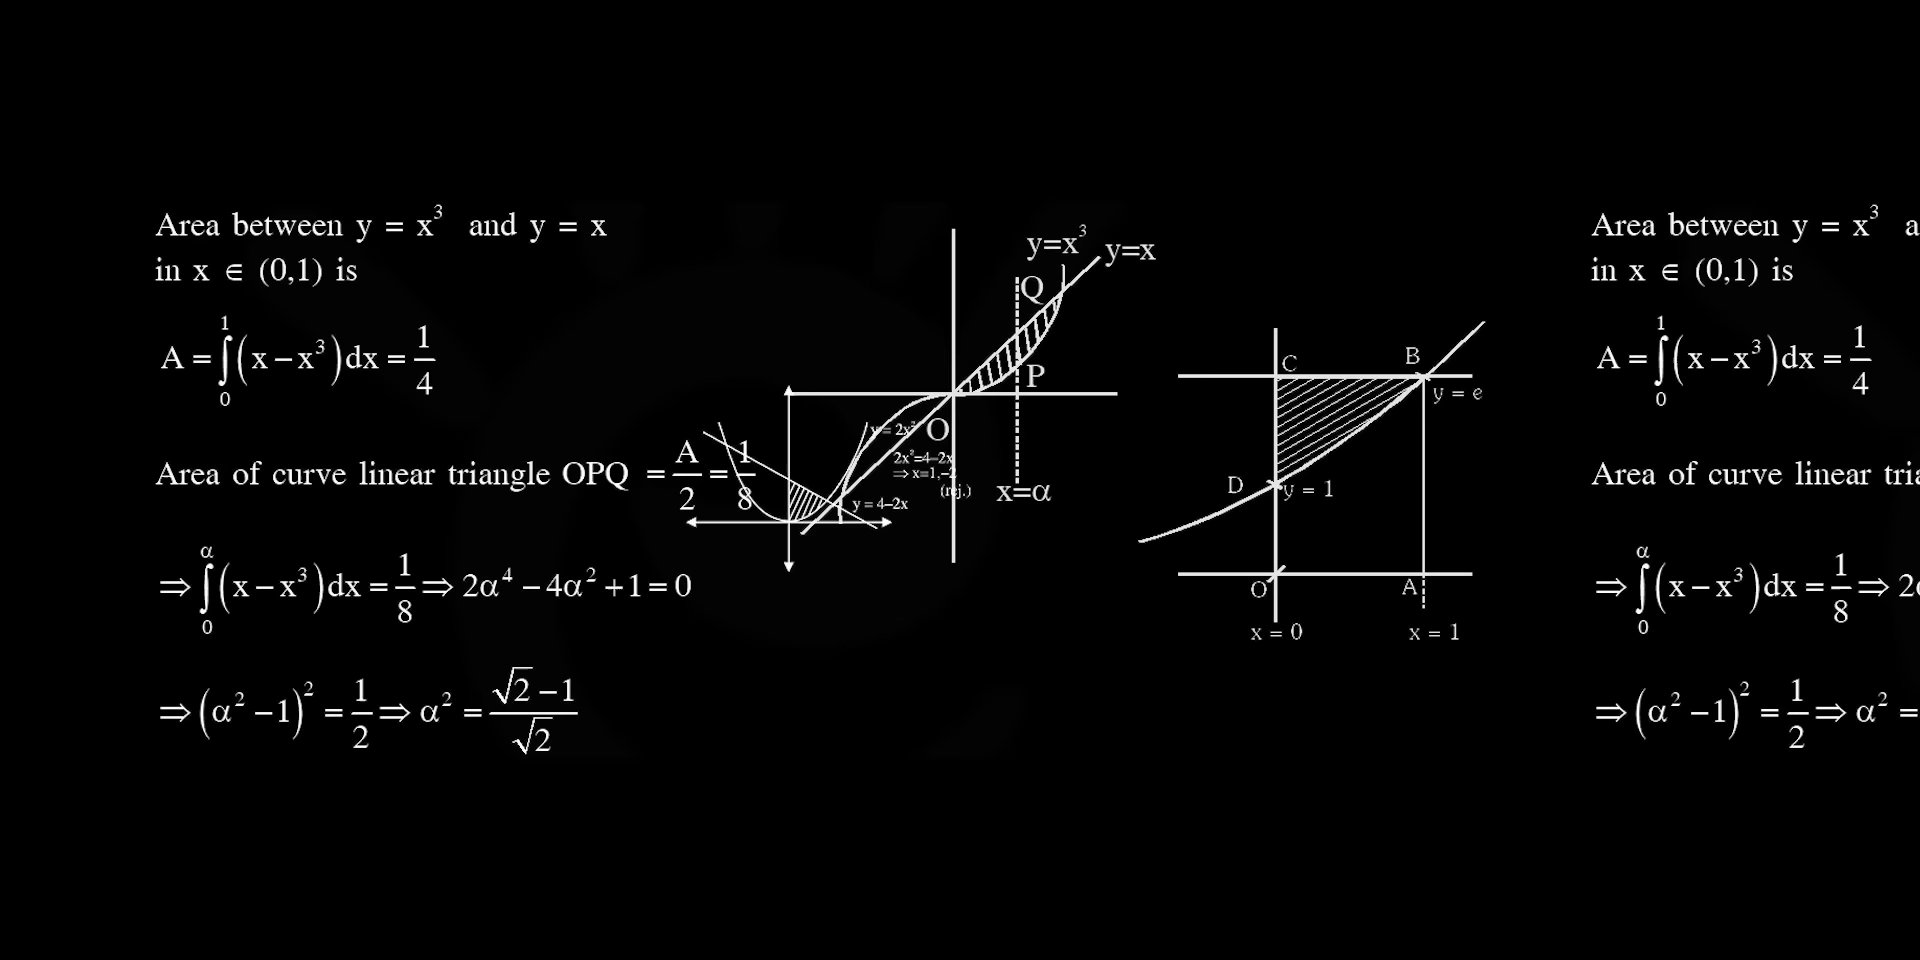 Area between y = x³ and y = x
in x ∈ (0,1) is
A = ∫₀¹ (x – x³) dx = 1/4
Area of curve linear triangle OPQ = A/2 = 1/8
⇒ ∫₀^α (x – x³) dx = 1/8 ⇒ 2α⁴ – 4α² + 1 = 0
⇒ (α² – 1)² = 1/2 ⇒ α² = (√2 – 1)/√2
y=x³
y=x
Q
P
O
x=α
y = 2x²
2x²=4–2x
⇒ x=1,–2
(rej.)
y = 4–2x
C
B
y = e
D
y = 1
O
A
x = 0
x = 1
Area between y = x³ a
in x ∈ (0,1) is
A = ∫₀¹ (x – x³) dx = 1/4
Area of curve linear tria
⇒ ∫₀^α (x – x³) dx = 1/8 ⇒ 2
⇒ (α² – 1)² = 1/2 ⇒ α² =